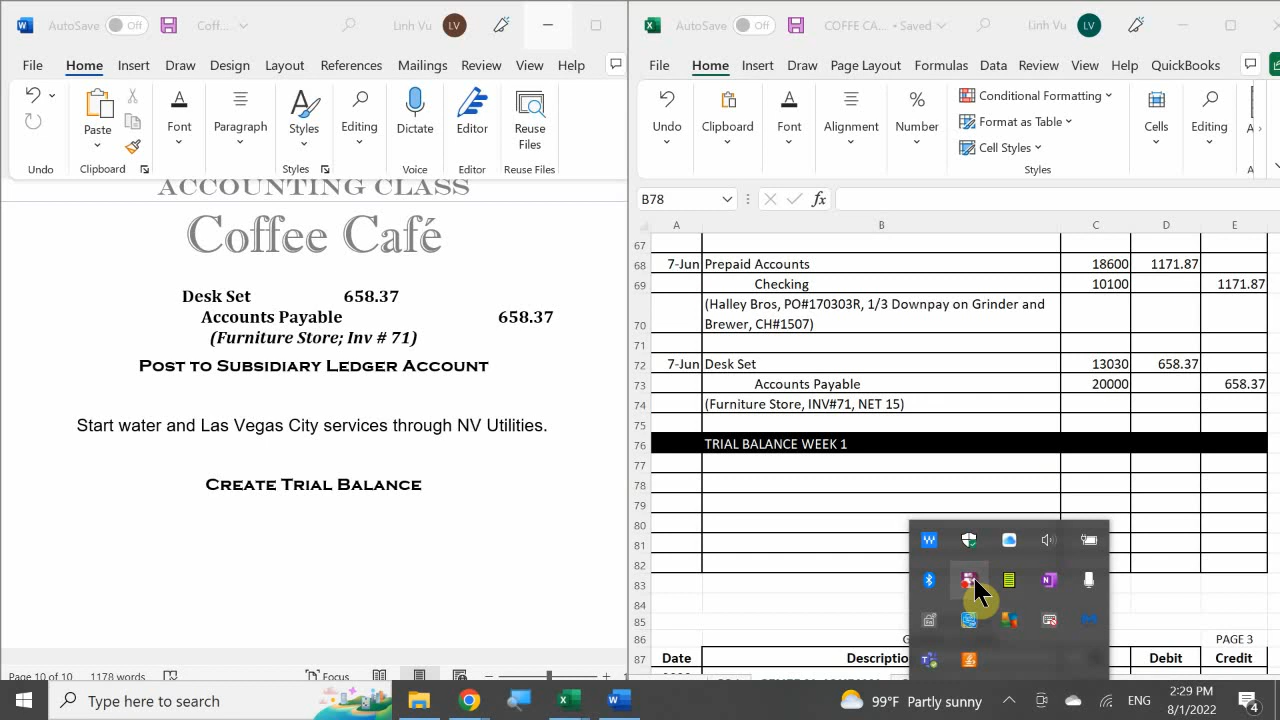 AutoSave Off Coff... Linh Vu LV
File Home Insert Draw Design Layout References Mailings Review View Help
Paste Font Paragraph Styles Editing Dictate Editor Reuse Files
Undo Clipboard Styles Voice Editor Reuse Files
ACCOUNTING CLASS
Coffee Café
Desk Set 658.37
Accounts Payable 658.37
(Furniture Store; Inv # 71)
POST TO SUBSIDIARY LEDGER ACCOUNT
Start water and Las Vegas City services through NV Utilities.
CREATE TRIAL BALANCE
Page 10 of 10 1178 words Focus
AutoSave Off COFFE CA... • Saved Linh Vu LV
File Home Insert Draw Page Layout Formulas Data Review View Help QuickBooks
Undo Clipboard Font Alignment Number Conditional Formatting Cells Editing
Format as Table
Cell Styles
Styles
B78 fx
A B C D E
67
68 7-Jun Prepaid Accounts 18600 1171.87
69 Checking 10100 1171.87
(Halley Bros, PO#170303R, 1/3 Downpay on Grinder and
70 Brewer, CH#1507)
71
72 7-Jun Desk Set 13030 658.37
73 Accounts Payable 20000 658.37
74 (Furniture Store, INV#71, NET 15)
75
76 TRIAL BALANCE WEEK 1
77
78
79
80
81
82
83
84
85
86 PAGE 3
87 Date Descriptio Debit Credit
Type here to search 99°F Partly sunny ENG 2:29 PM
8/1/2022 4